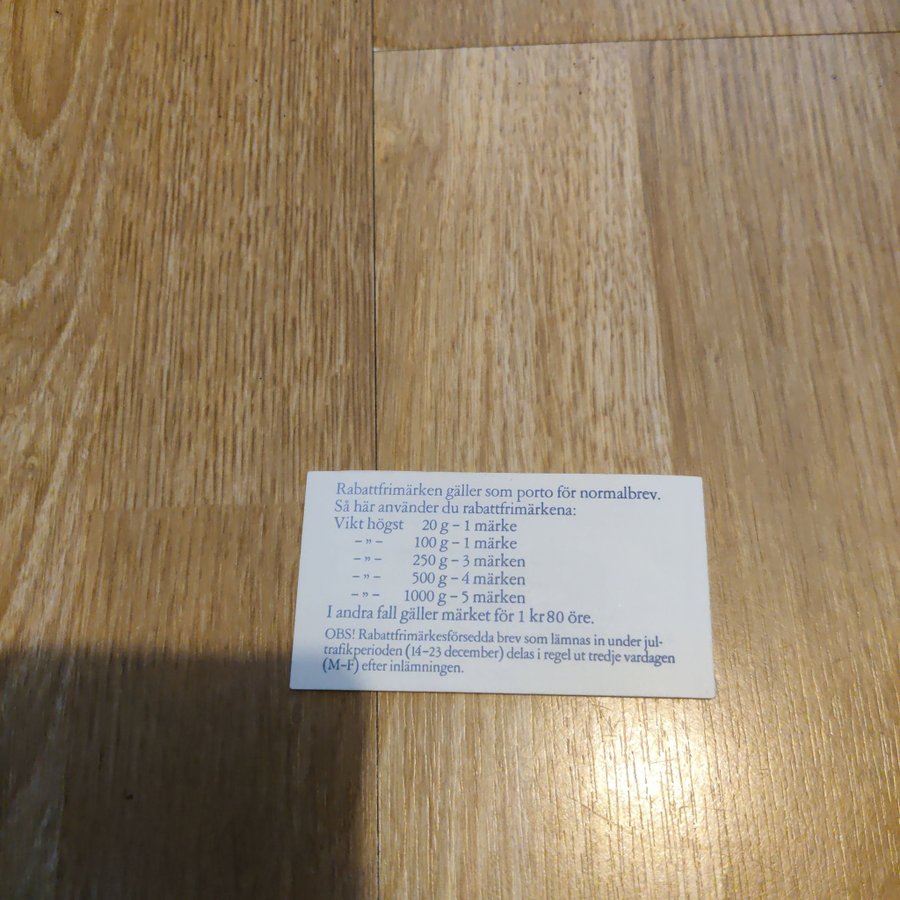 Rabattfrimärken gäller som porto för normalbrev.
Så här använder du rabattfrimärkena:
Vikt högst 20 g – 1 märke
– ” – 100 g – 1 märke
– ” – 250 g – 3 märken
– ” – 500 g – 4 märken
– ” – 1000 g – 5 märken
I andra fall gäller märket för 1 kr 80 öre.
OBS! Rabattfrimärkesförsedda brev som lämnas in under jul-
trafikperioden (14–23 december) delas i regel ut tredje vardagen
(M–F) efter inlämningen.